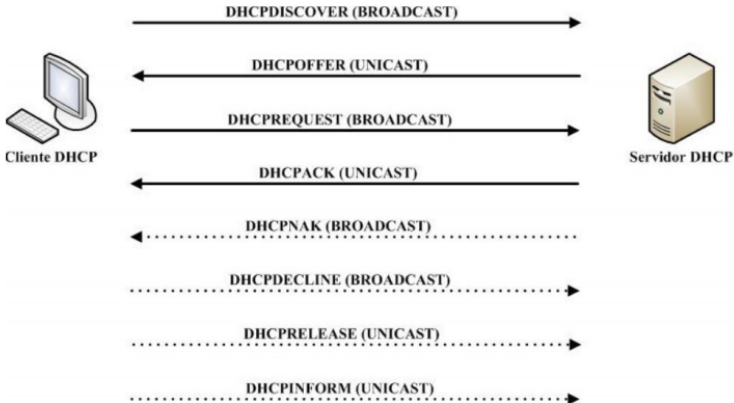 DHCPDISCOVER (BROADCAST)
DHCPOFFER (UNICAST)
DHCPREQUEST (BROADCAST)
Cliente DHCP
Servidor DHCP
DHCPACK (UNICAST)
DHCPNAK (BROADCAST)
DHCPDECLINE (BROADCAST)
DHCPRELEASE (UNICAST)
DHCPINFORM (UNICAST)